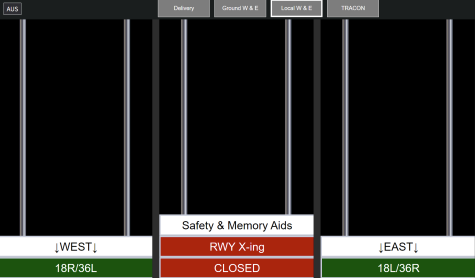 AUS
Delivery
Ground W & E
Local W & E
TRACON
Safety & Memory Aids
↓WEST↓
RWY X-ing
↓EAST↓
18R/36L
CLOSED
18L/36R